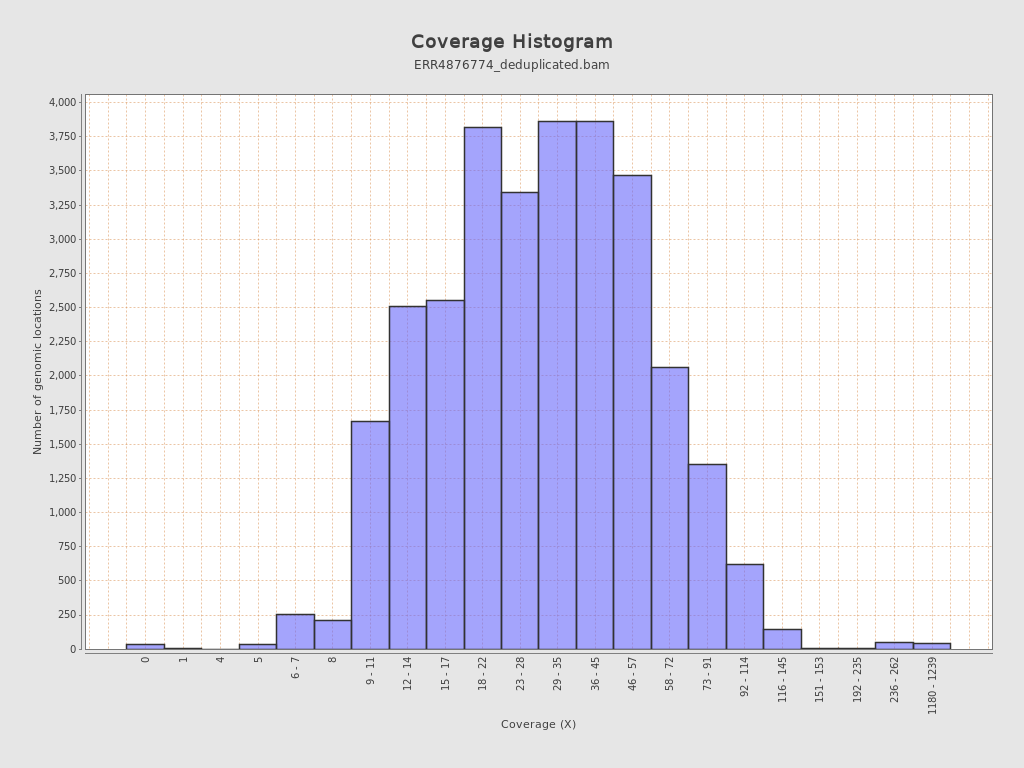 Coverage Histogram
ERR4876774_deduplicated.bam
Number of genomic locations
4,000
3,750
3,500
3,250
3,000
2,750
2,500
2,250
2,000
1,750
1,500
1,250
1,000
750
500
250
0
0
1
4
5
6 - 7
8
9 - 11
12 - 14
15 - 17
18 - 22
23 - 28
29 - 35
36 - 45
46 - 57
58 - 72
73 - 91
92 - 114
116 - 145
151 - 153
192 - 235
236 - 262
1180 - 1239
Coverage (X)